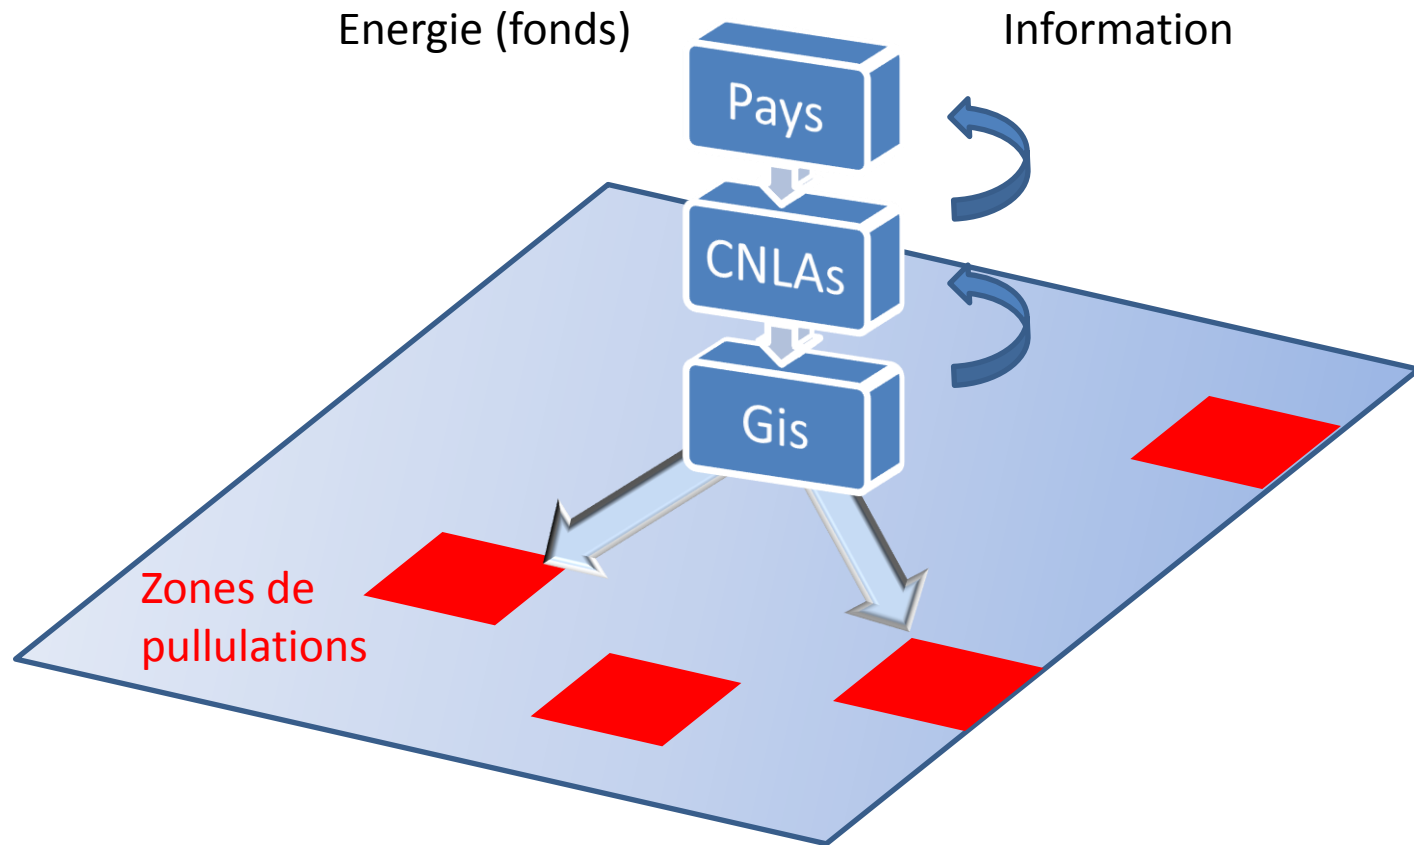 Energie (fonds)
Information
Pays
CNLAs
Gis
Zones de
pullulations